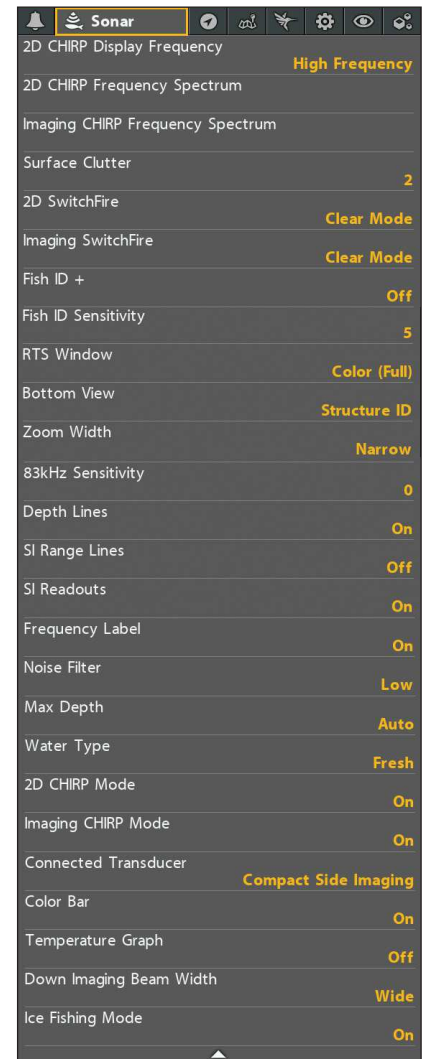 Sonar
2D CHIRP Display Frequency
High Frequency
2D CHIRP Frequency Spectrum
Imaging CHIRP Frequency Spectrum
Surface Clutter
2
2D SwitchFire
Clear Mode
Imaging SwitchFire
Clear Mode
Fish ID +
Off
Fish ID Sensitivity
5
RTS Window
Color (Full)
Bottom View
Structure ID
Zoom Width
Narrow
83kHz Sensitivity
0
Depth Lines
On
SI Range Lines
Off
SI Readouts
On
Frequency Label
On
Noise Filter
Low
Max Depth
Auto
Water Type
Fresh
2D CHIRP Mode
On
Imaging CHIRP Mode
On
Connected Transducer
Compact Side Imaging
Color Bar
On
Temperature Graph
Off
Down Imaging Beam Width
Wide
Ice Fishing Mode
On